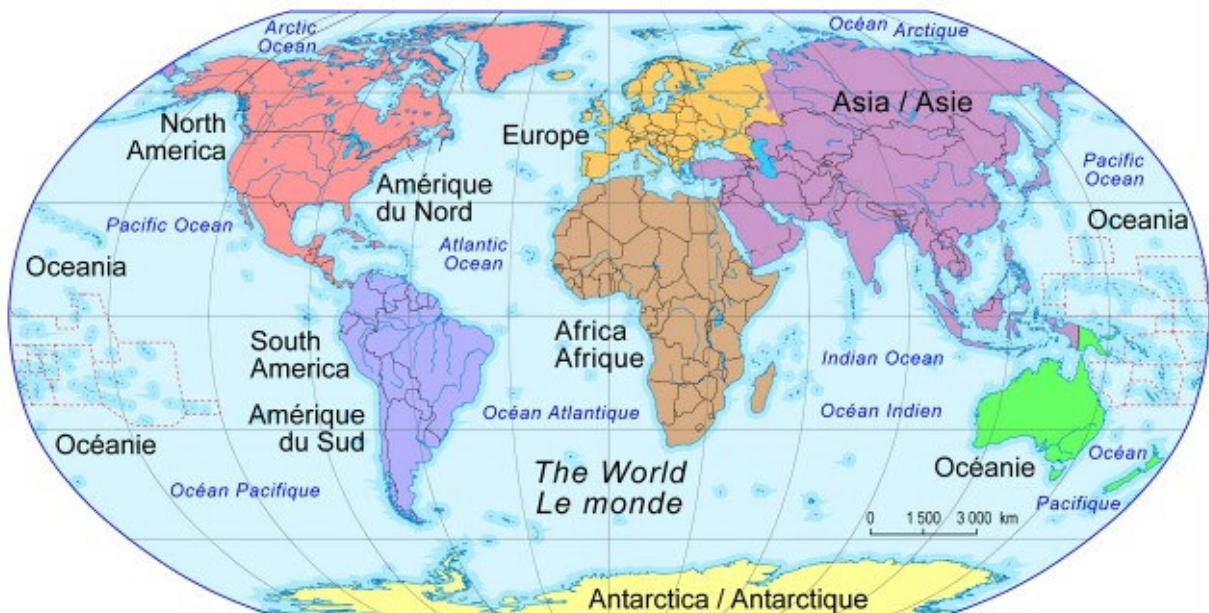 Arctic
Ocean
Océan
Arctique
North
America
Europe
Asia / Asie
Amérique
du Nord
Pacific
Ocean
Pacific Ocean
Atlantic
Ocean
Oceania
Oceania
South
America
Africa
Afrique
Indian Ocean
Amérique
du Sud
Océan Atlantique
Océan Indien
Océanie
Océanie
Océan
Pacifique
Océan Pacifique
The World
Le monde
0 1 500 3 000 km
Antarctica / Antarctique